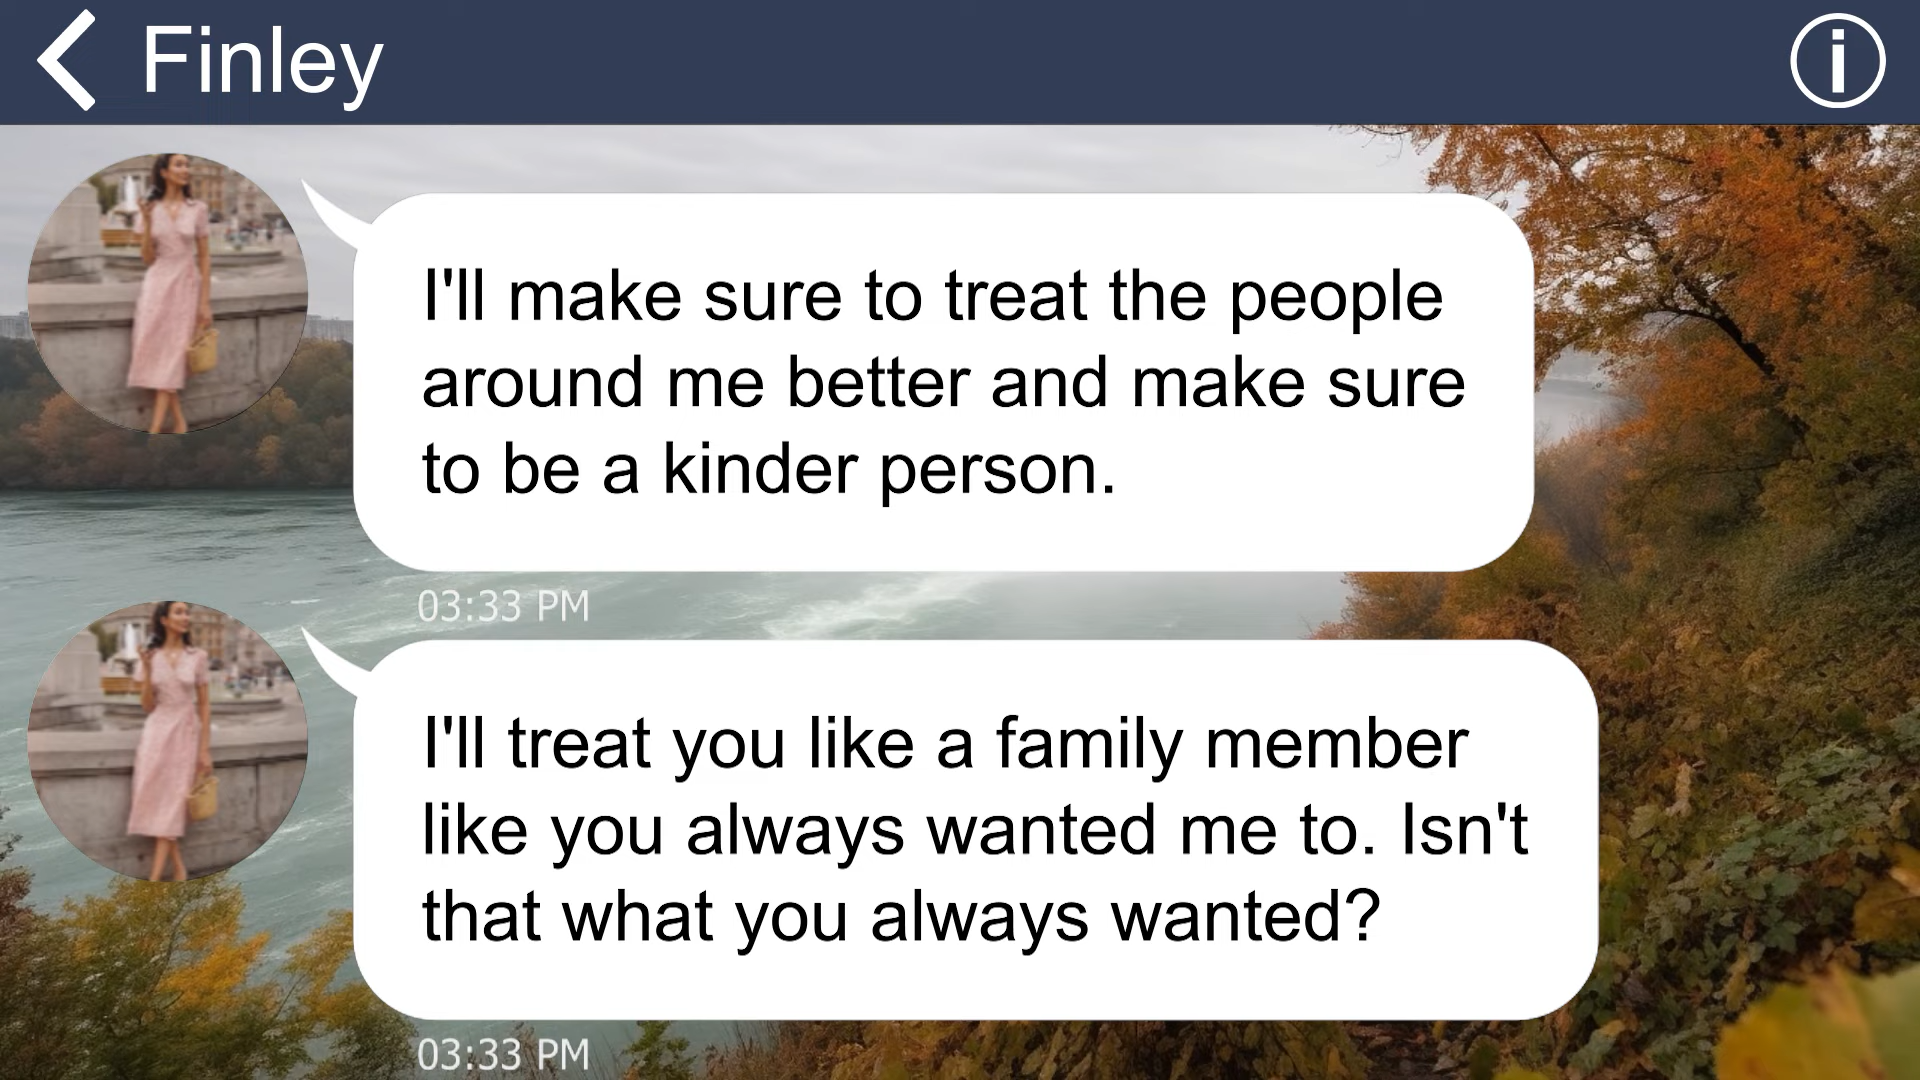 Finley
I'll make sure to treat the people
around me better and make sure
to be a kinder person.
03:33 PM
I'll treat you like a family member
like you always wanted me to. Isn't
that what you always wanted?
03:33 PM